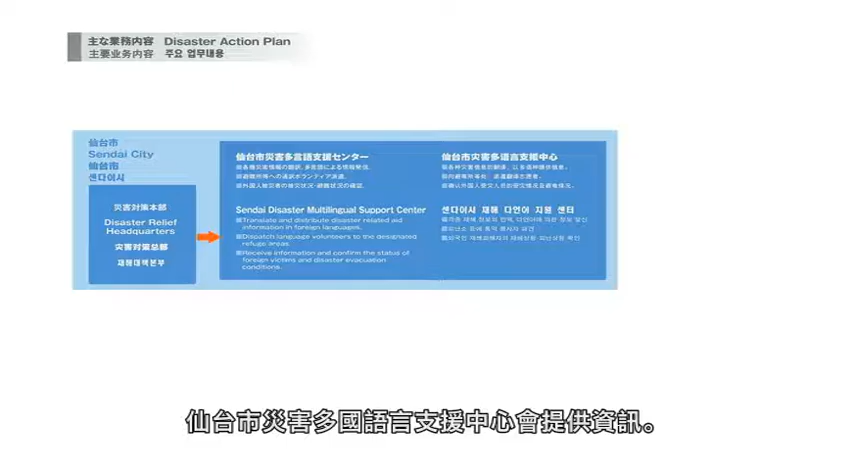 主な業務内容 Disaster Action Plan
主要业务内容 주요 업무내용
仙台市
Sendai City
仙台市
센다이시
災害対策本部
Disaster Relief
Headquarters
灾害对策总部
재해대책본부
仙台市災害多言語支援センター
Sendai Disaster Multilingual Support Center
Translate and distribute disaster related aid
information in foreign languages.
Dispatch language volunteers to the designated
refuge areas.
Receive information and confirm the status of
foreign victims and disaster evacuation
conditions.
仙台市灾害多语言支援中心
센다이시 재해 다언어 지원 센터
仙台市災害多國語言支援中心會提供資訊。